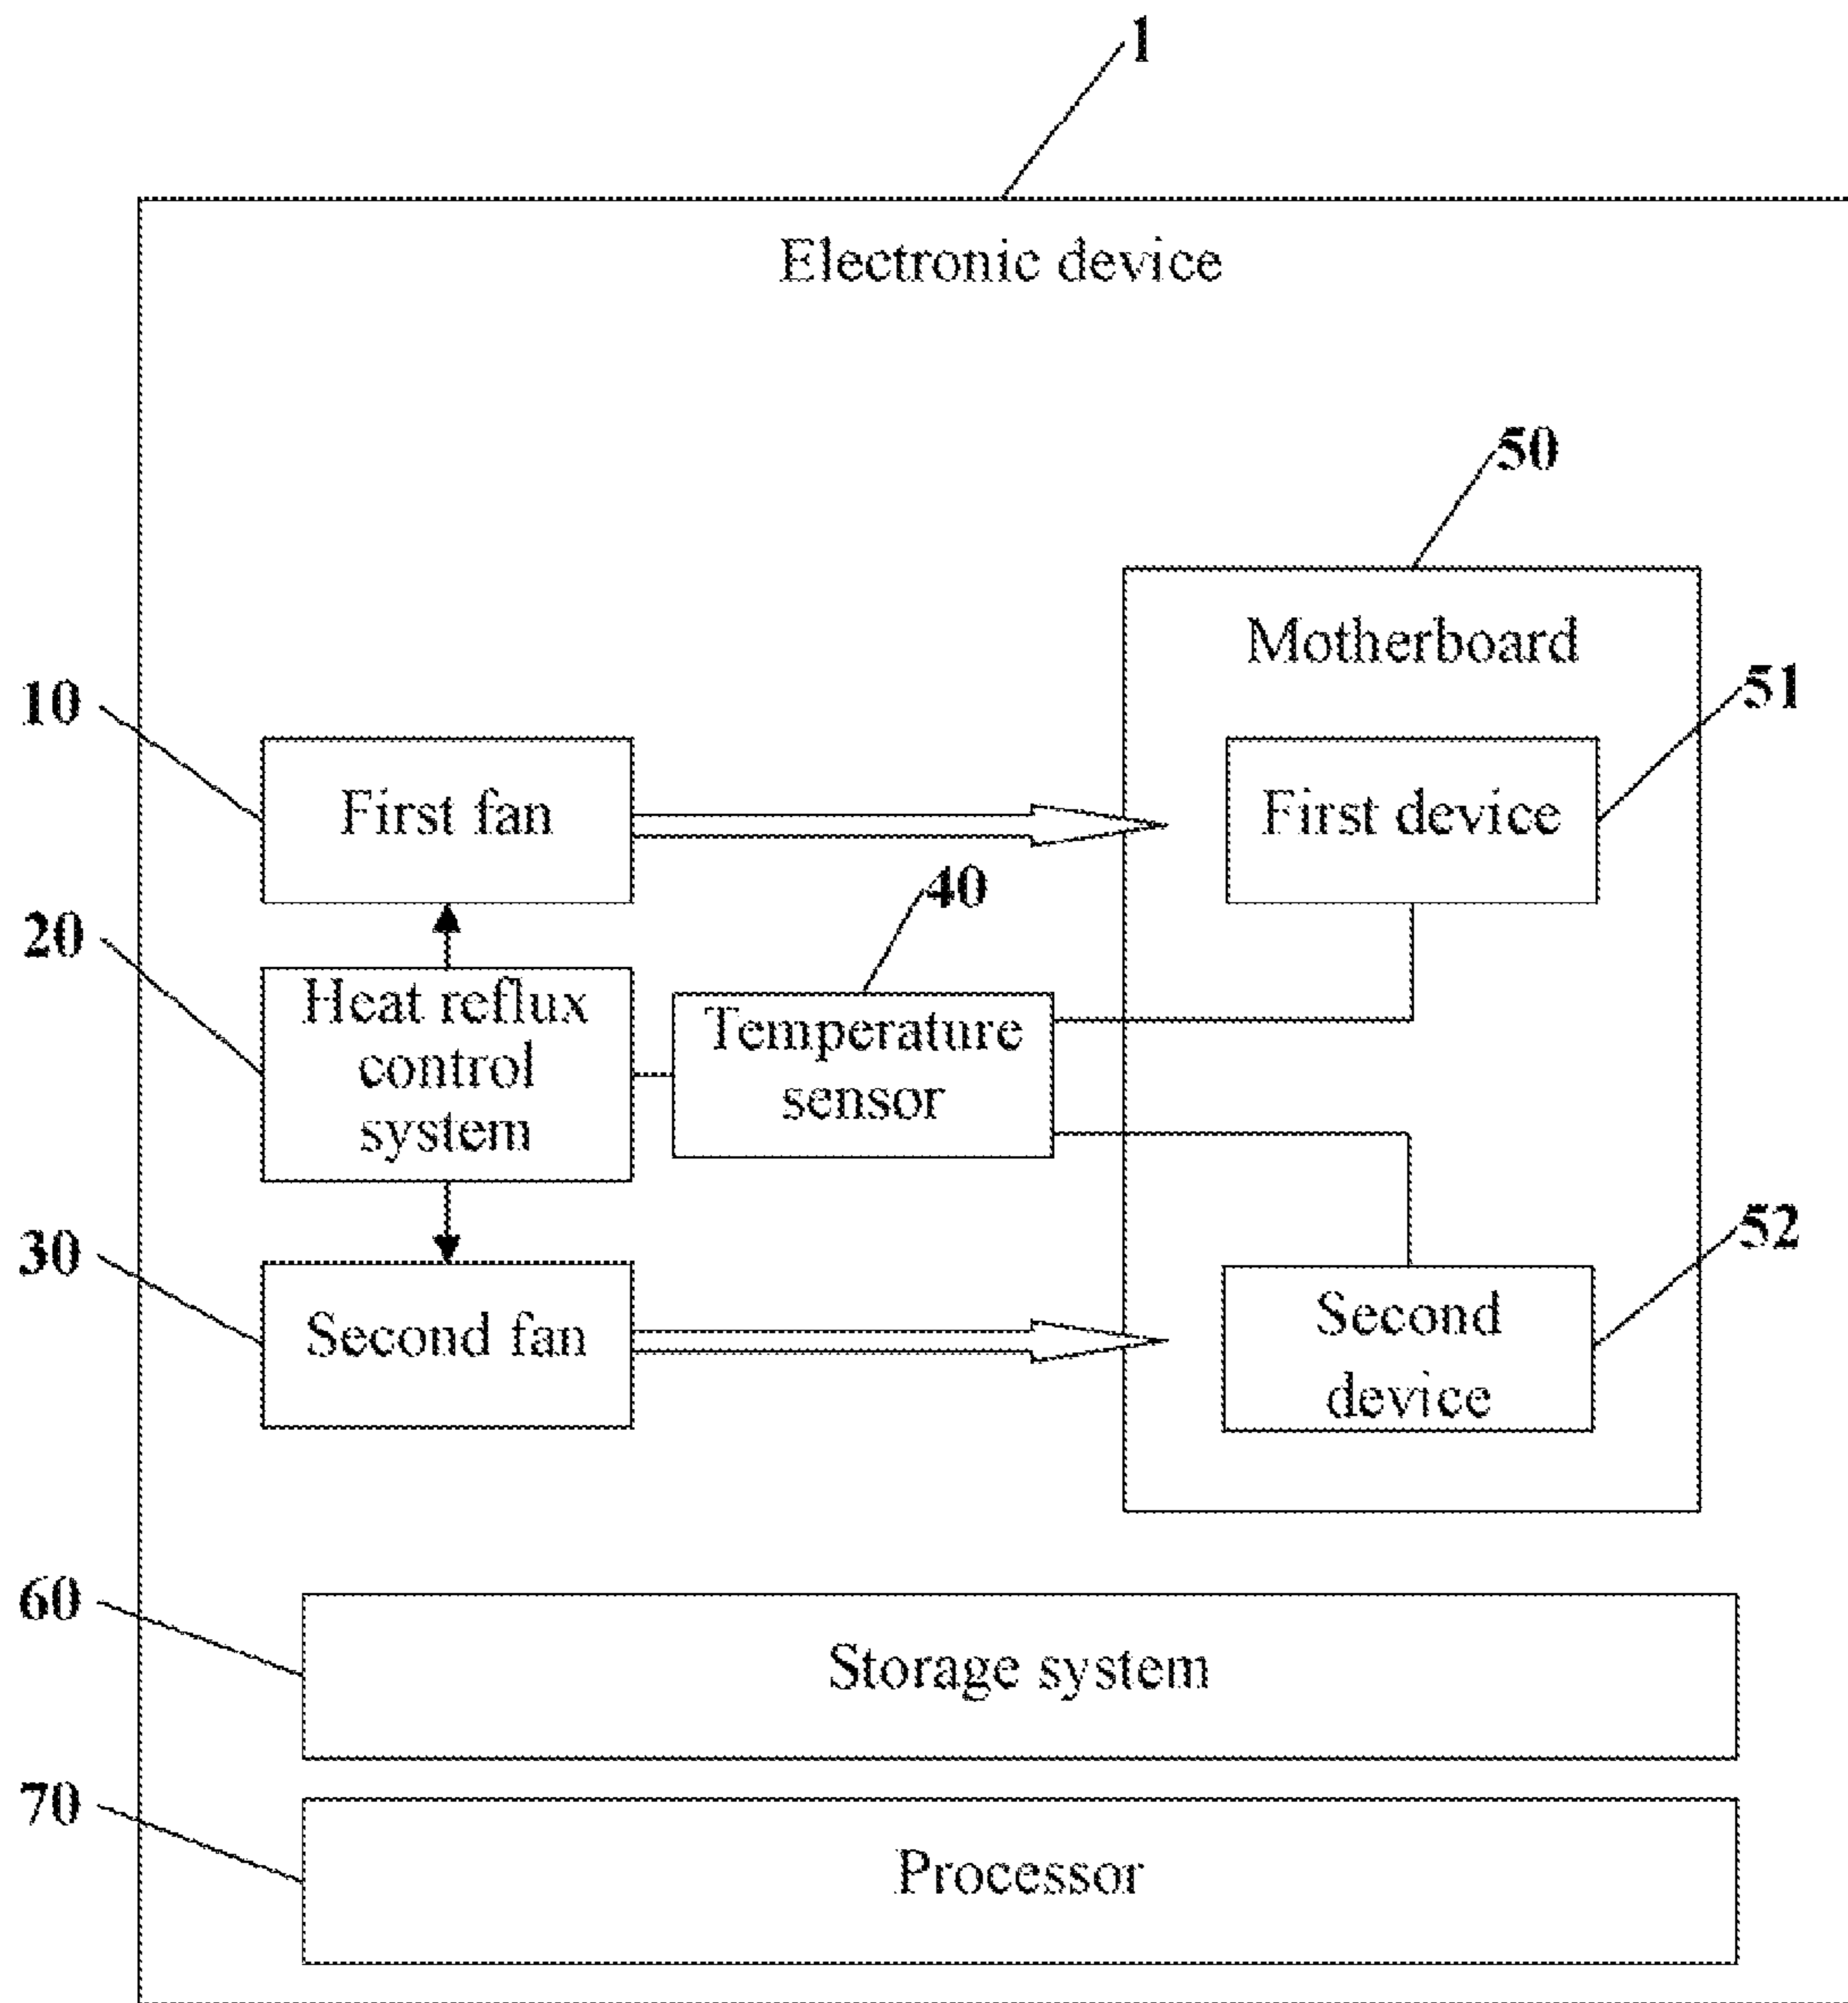 1
Electronic device
50
Motherboard
10
51
First fan
First device
40
20
Heat reflux
control
system
Temperature
sensor
30
52
Second fan
Second
device
60
Storage system
70
Processor